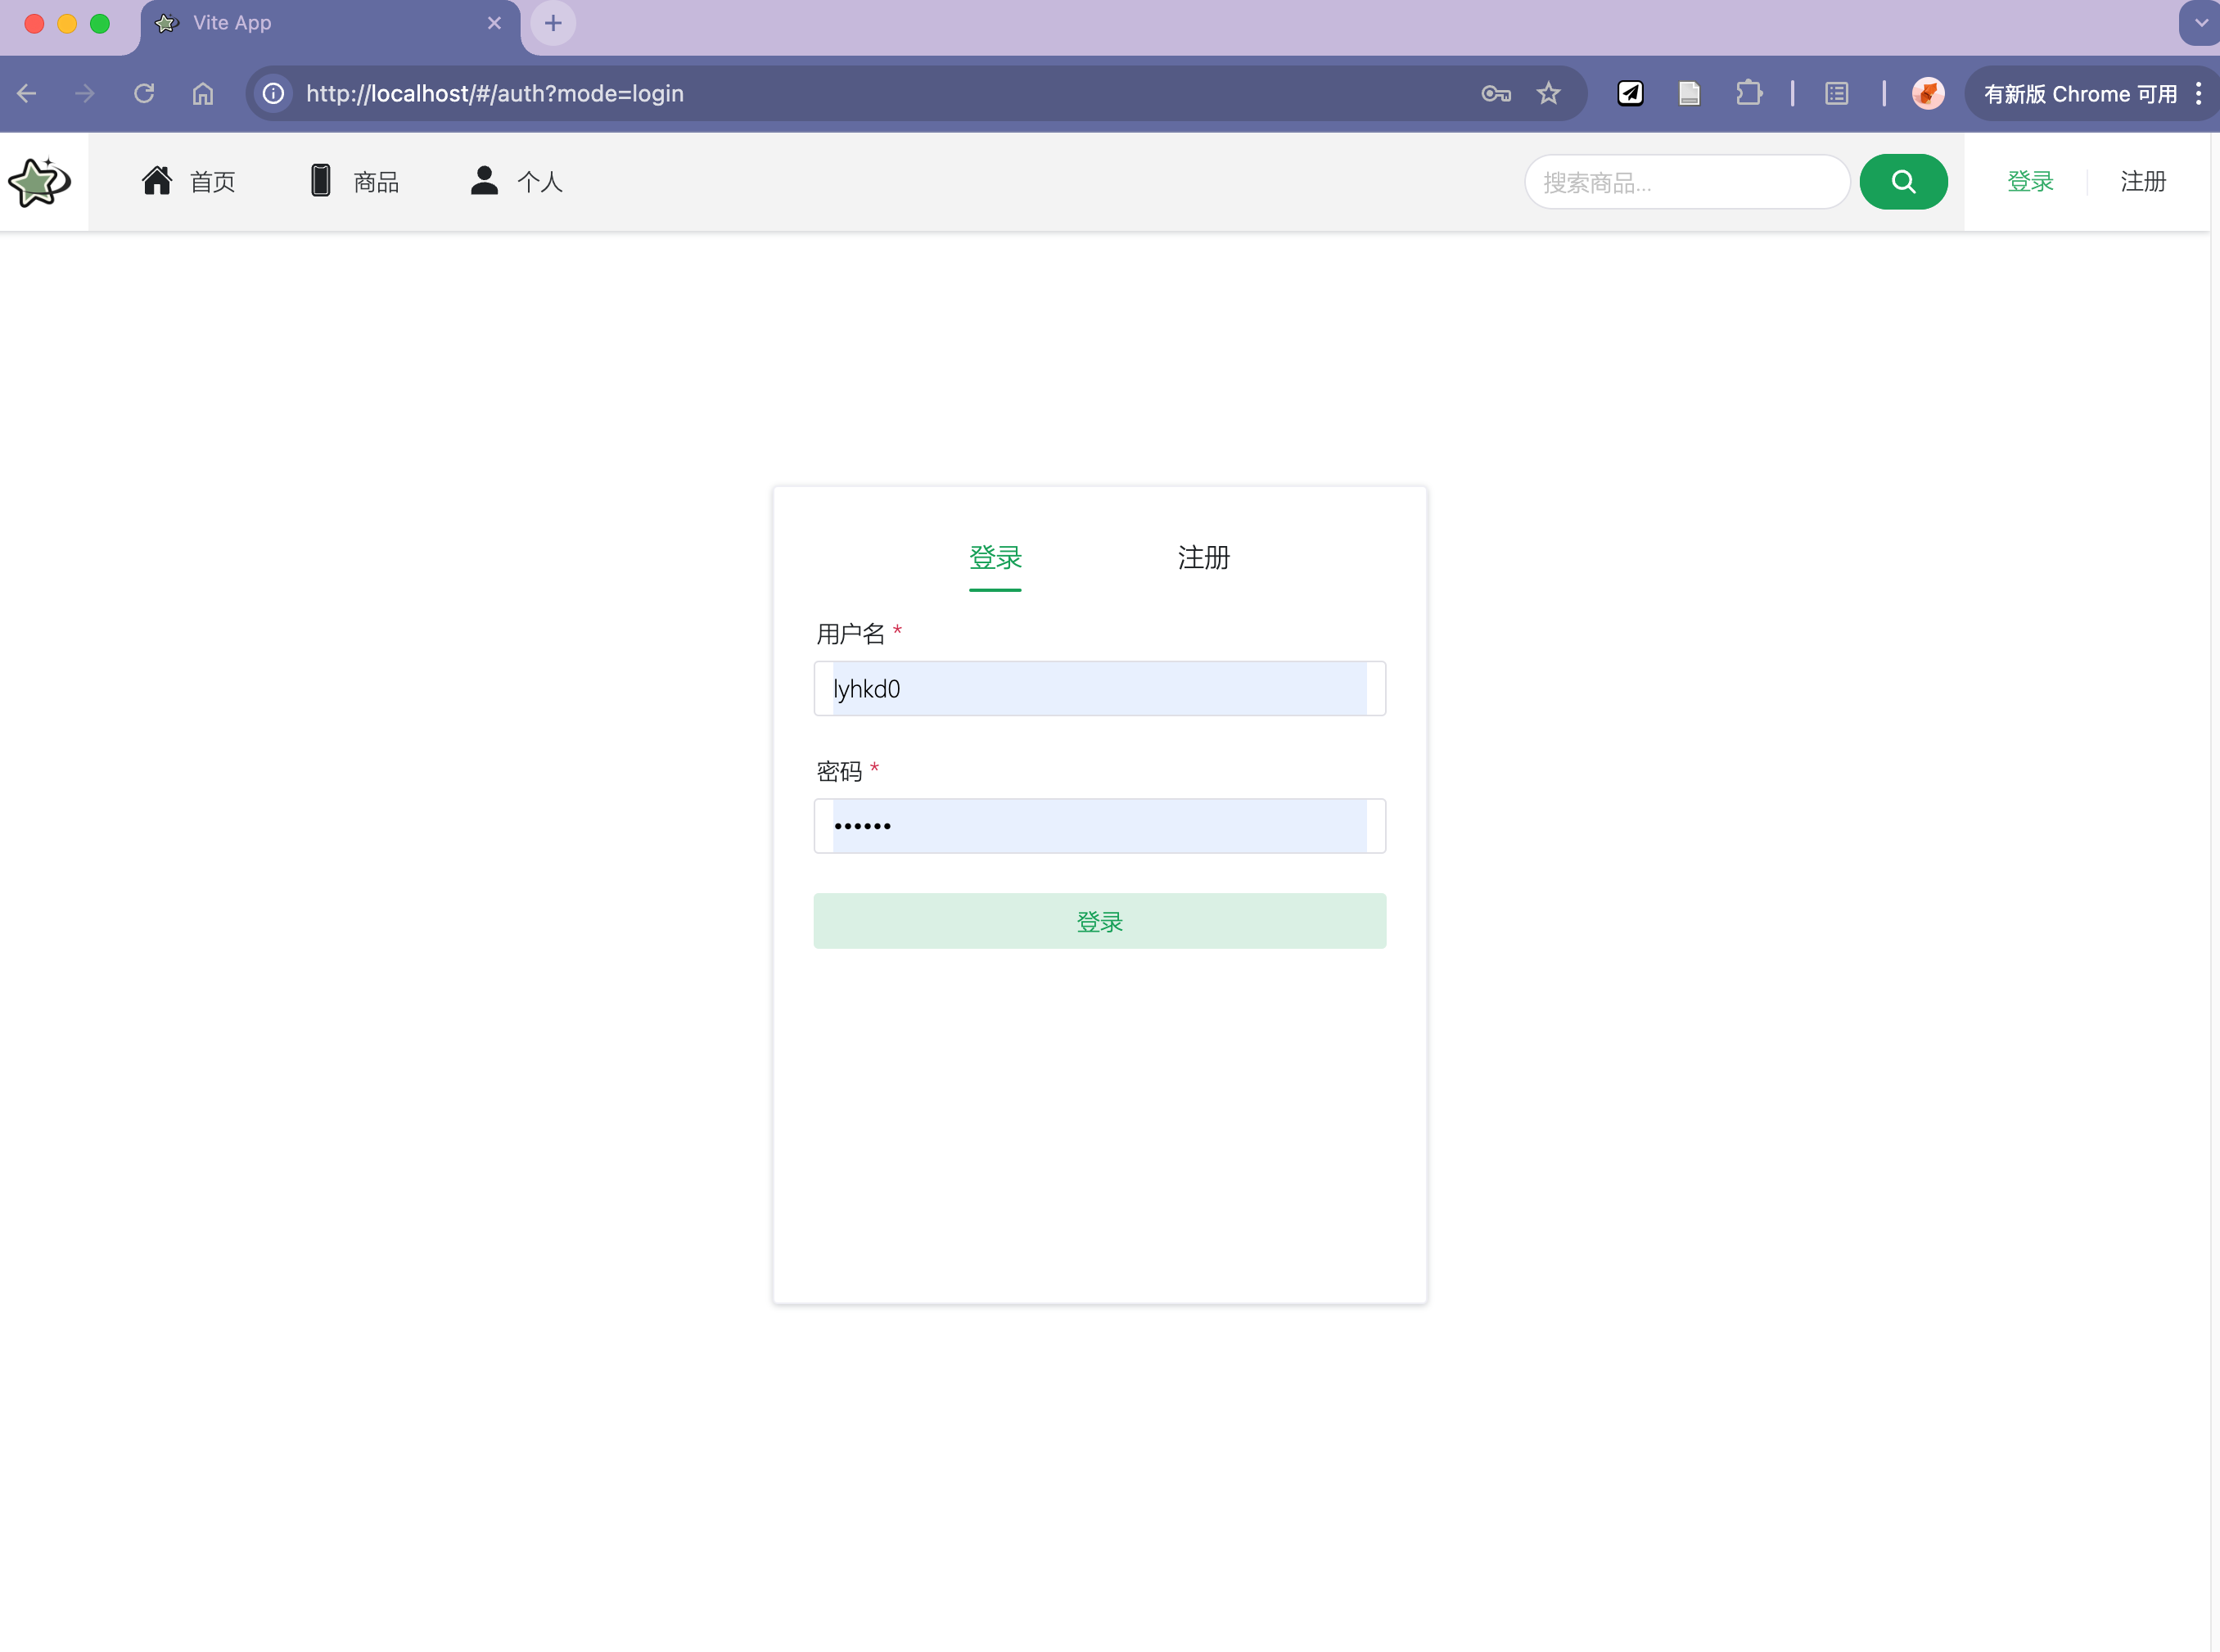 Vite App
http://localhost/#/auth?mode=login
有新版 Chrome 可用
首页
商品
个人
搜索商品...
登录
注册
登录
注册
用户名 *
lyhkd0
密码 *
••••••
登录